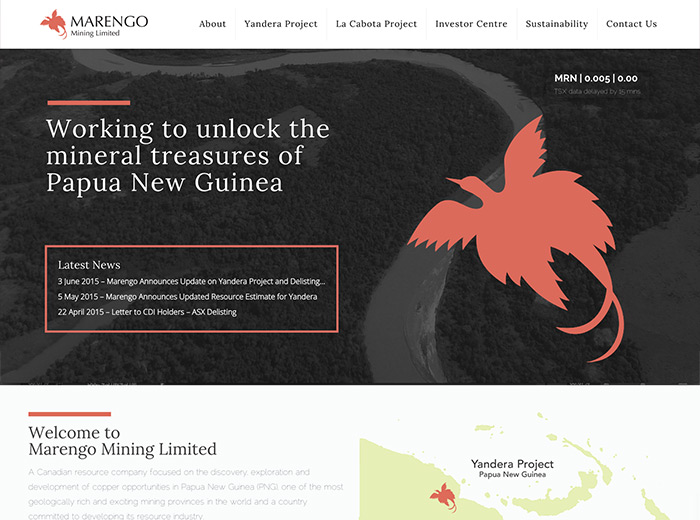 MARENGO
Mining Limited
About
Yandera Project
La Cabota Project
Investor Centre
Sustainability
Contact Us
MRN | 0.005 | 0.00
TSX data delayed by 15 mns
Working to unlock the
mineral treasures of
Papua New Guinea
Latest News
3 June 2015 – Marengo Announces Update on Yandera Project and Delisting...
5 May 2015 – Marengo Announces Updated Resource Estimate for Yandera
22 April 2015 – Letter to CDI Holders – ASX Delisting
Welcome to
Marengo Mining Limited
A Canadian resource company focused on the discovery, exploration and
development of copper opportunities in Papua New Guinea (PNG), one of the most
geologically rich and exciting mining provinces in the world and a country
committed to developing its resource industry.
Yandera Project
Papua New Guinea